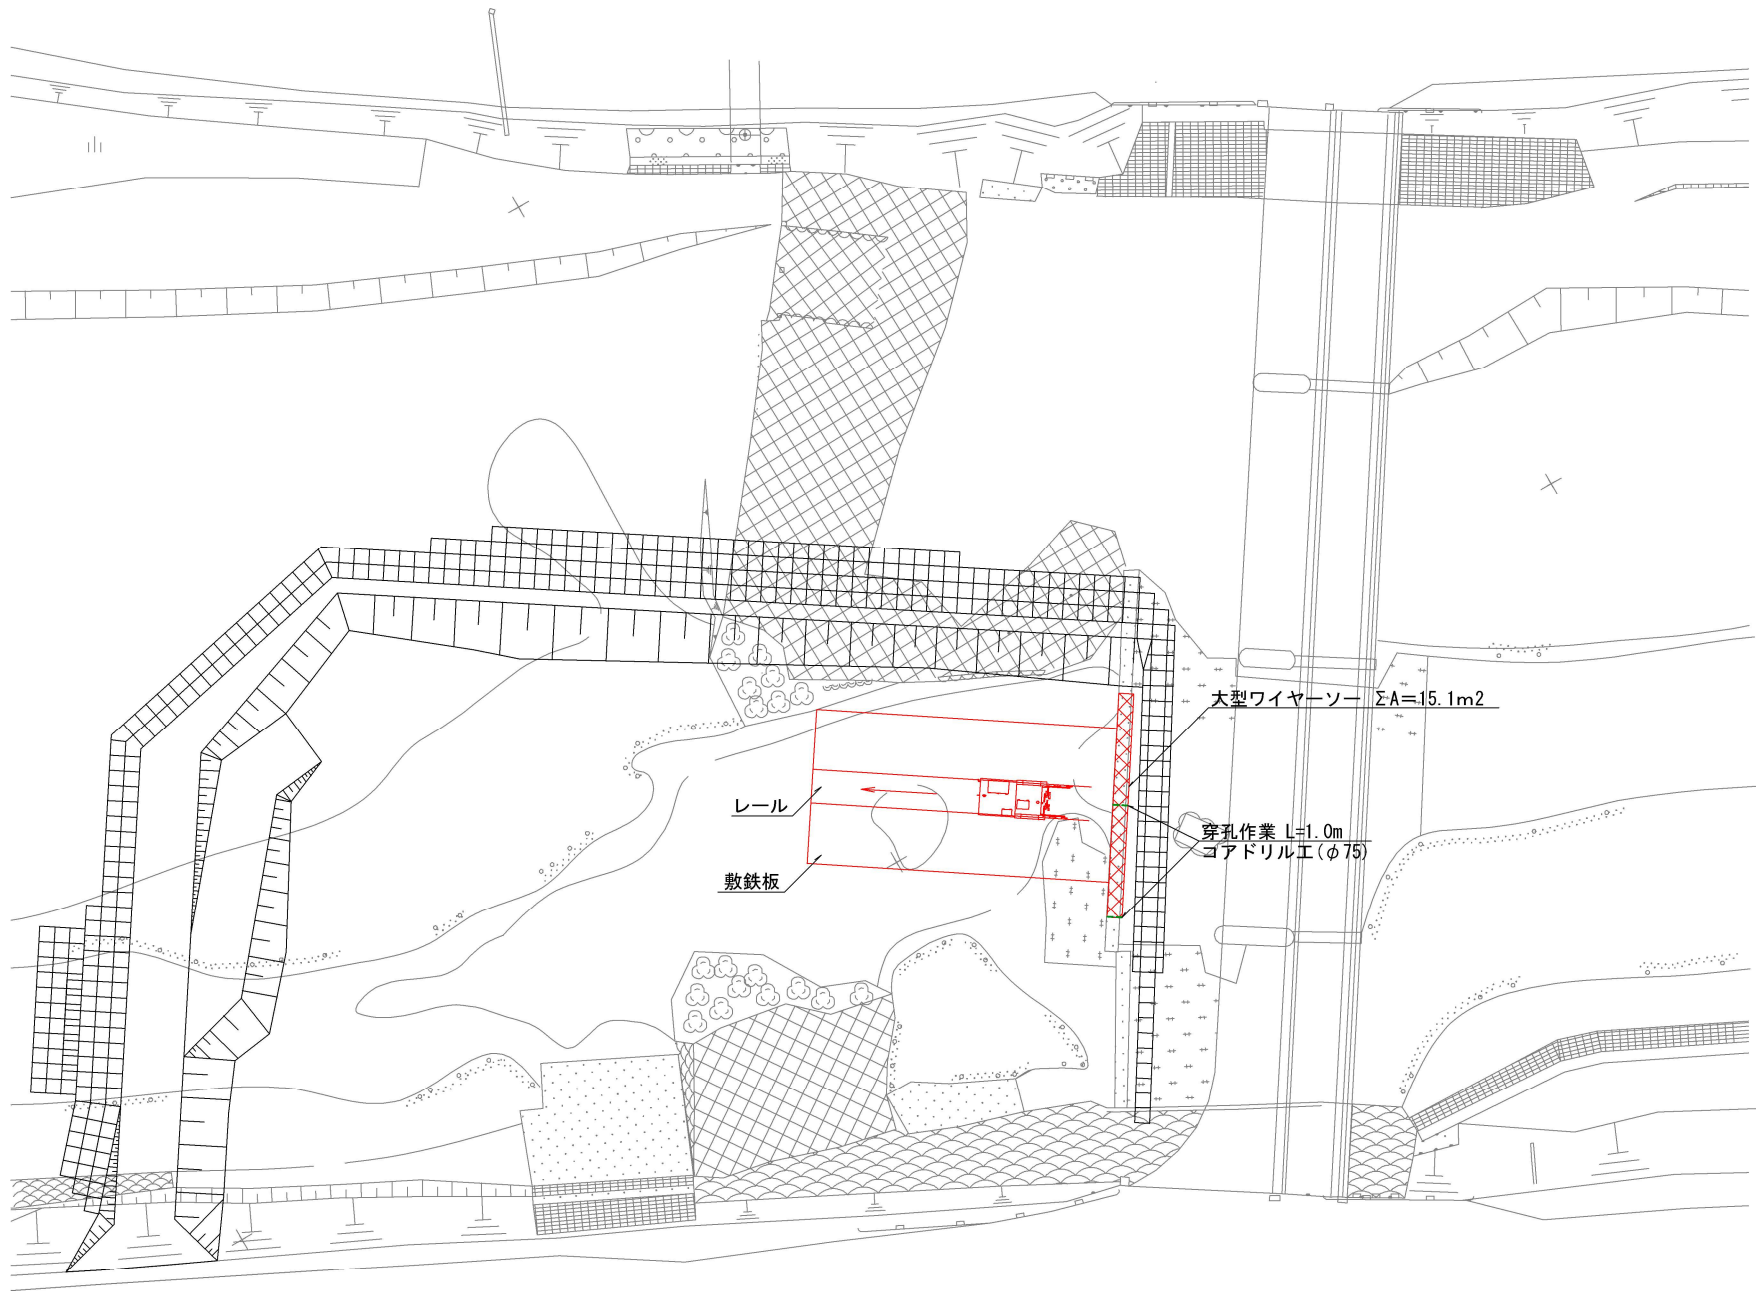 大型ワイヤーソー ΣA=15.1m2
レール
穿孔作業 L=1.0m
コアドリル工(φ75)
敷鉄板